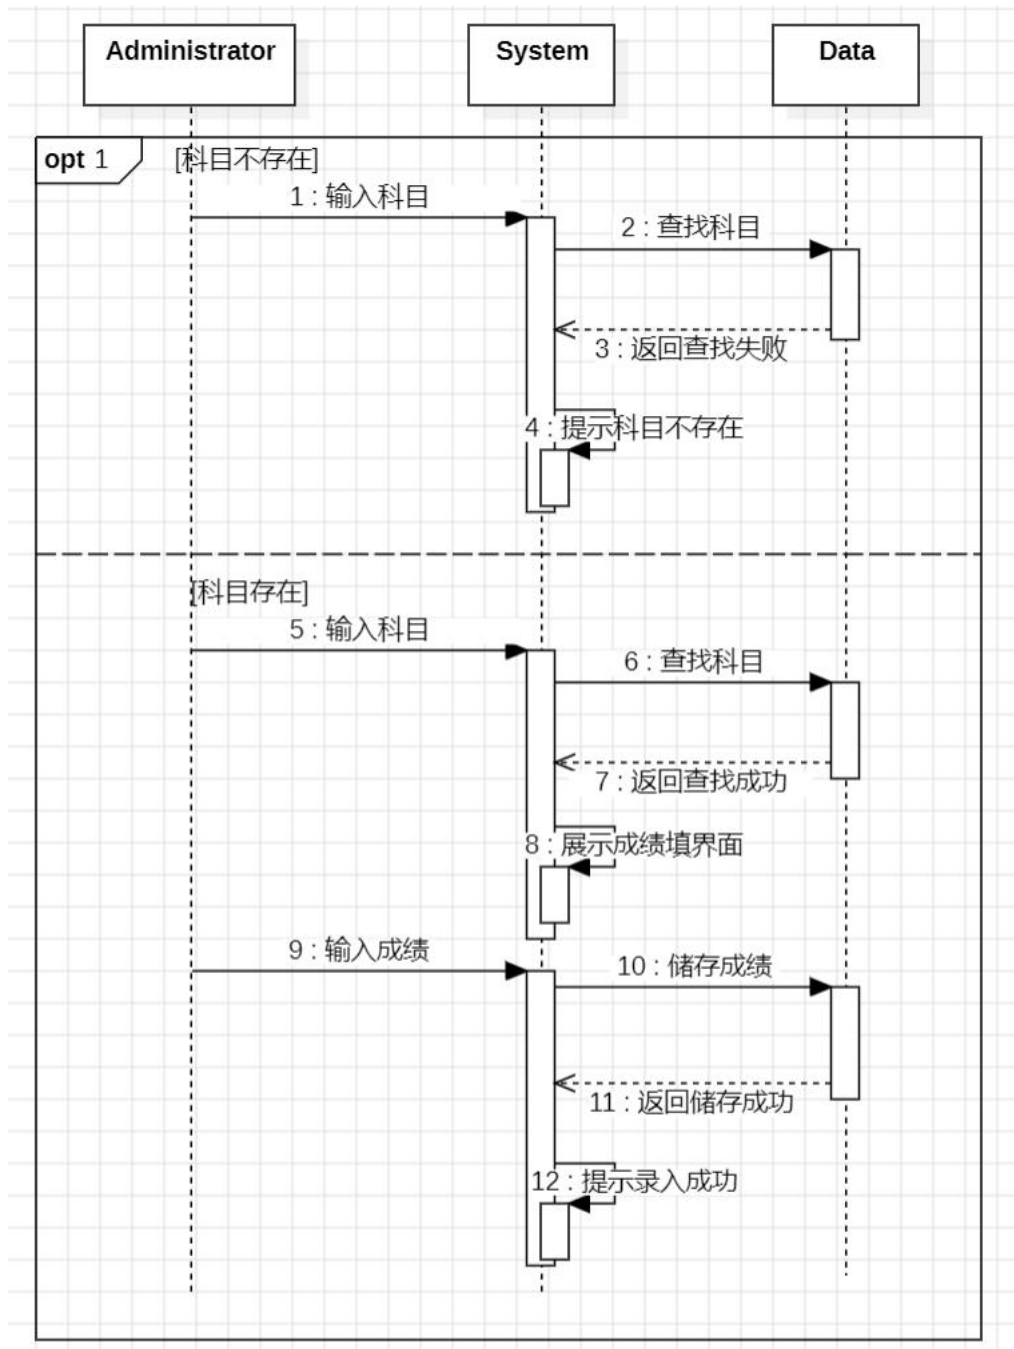 Administrator
System
Data
opt 1
[科目不存在]
1 : 输入科目
2 : 查找科目
3 : 返回查找失败
4 : 提示科目不存在
[科目存在]
5 : 输入科目
6 : 查找科目
7 : 返回查找成功
8 : 展示成绩填界面
9 : 输入成绩
10 : 储存成绩
11 : 返回储存成功
12 : 提示录入成功